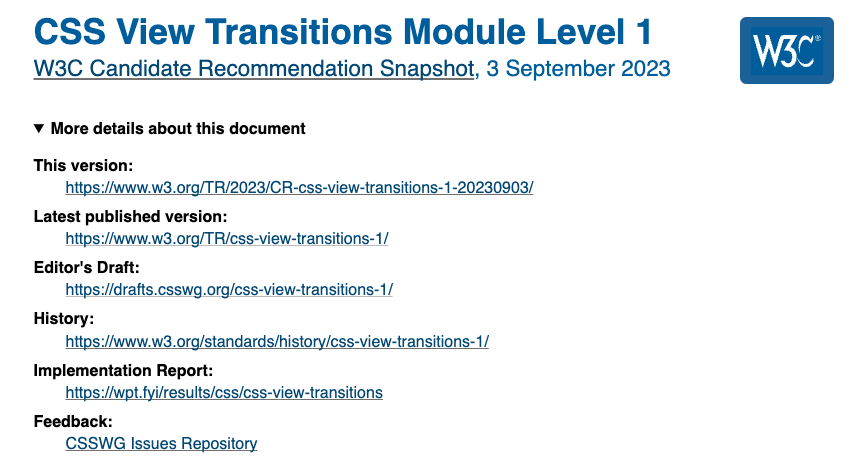 CSS View Transitions Module Level 1
W3C®
W3C Candidate Recommendation Snapshot, 3 September 2023
▼ More details about this document
This version:
https://www.w3.org/TR/2023/CR-css-view-transitions-1-20230903/
Latest published version:
https://www.w3.org/TR/css-view-transitions-1/
Editor's Draft:
https://drafts.csswg.org/css-view-transitions-1/
History:
https://www.w3.org/standards/history/css-view-transitions-1/
Implementation Report:
https://wpt.fyi/results/css/css-view-transitions
Feedback:
CSSWG Issues Repository